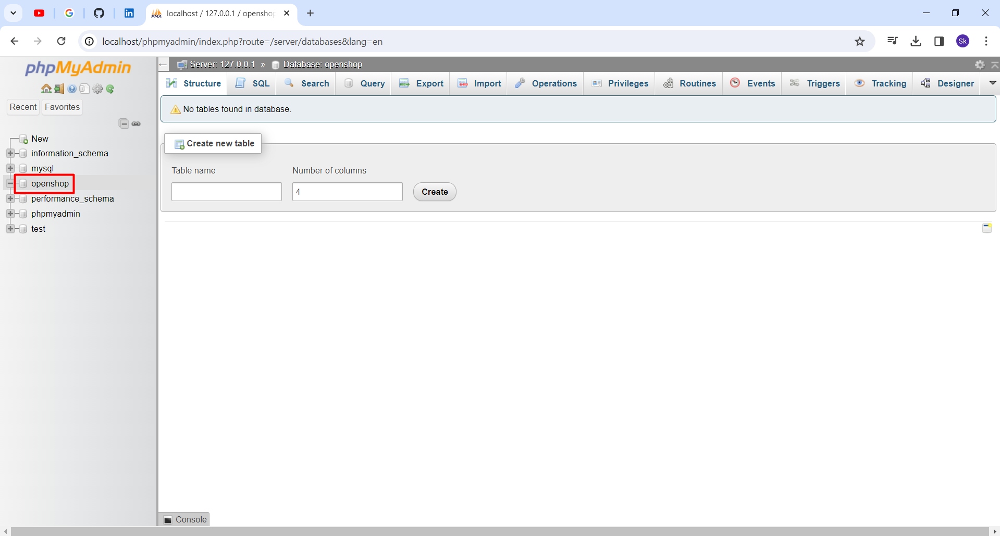 localhost / 127.0.0.1 / openshop
localhost/phpmyadmin/index.php?route=/server/databases&lang=en
Sk
phpMyAdmin
Recent Favorites
New
information_schema
mysql
openshop
performance_schema
phpmyadmin
test
Server: 127.0.0.1 » Database: openshop
Structure SQL Search Query Export Import Operations Privileges Routines Events Triggers Tracking Designer
No tables found in database.
Create new table
Table name Number of columns
4 Create
Console